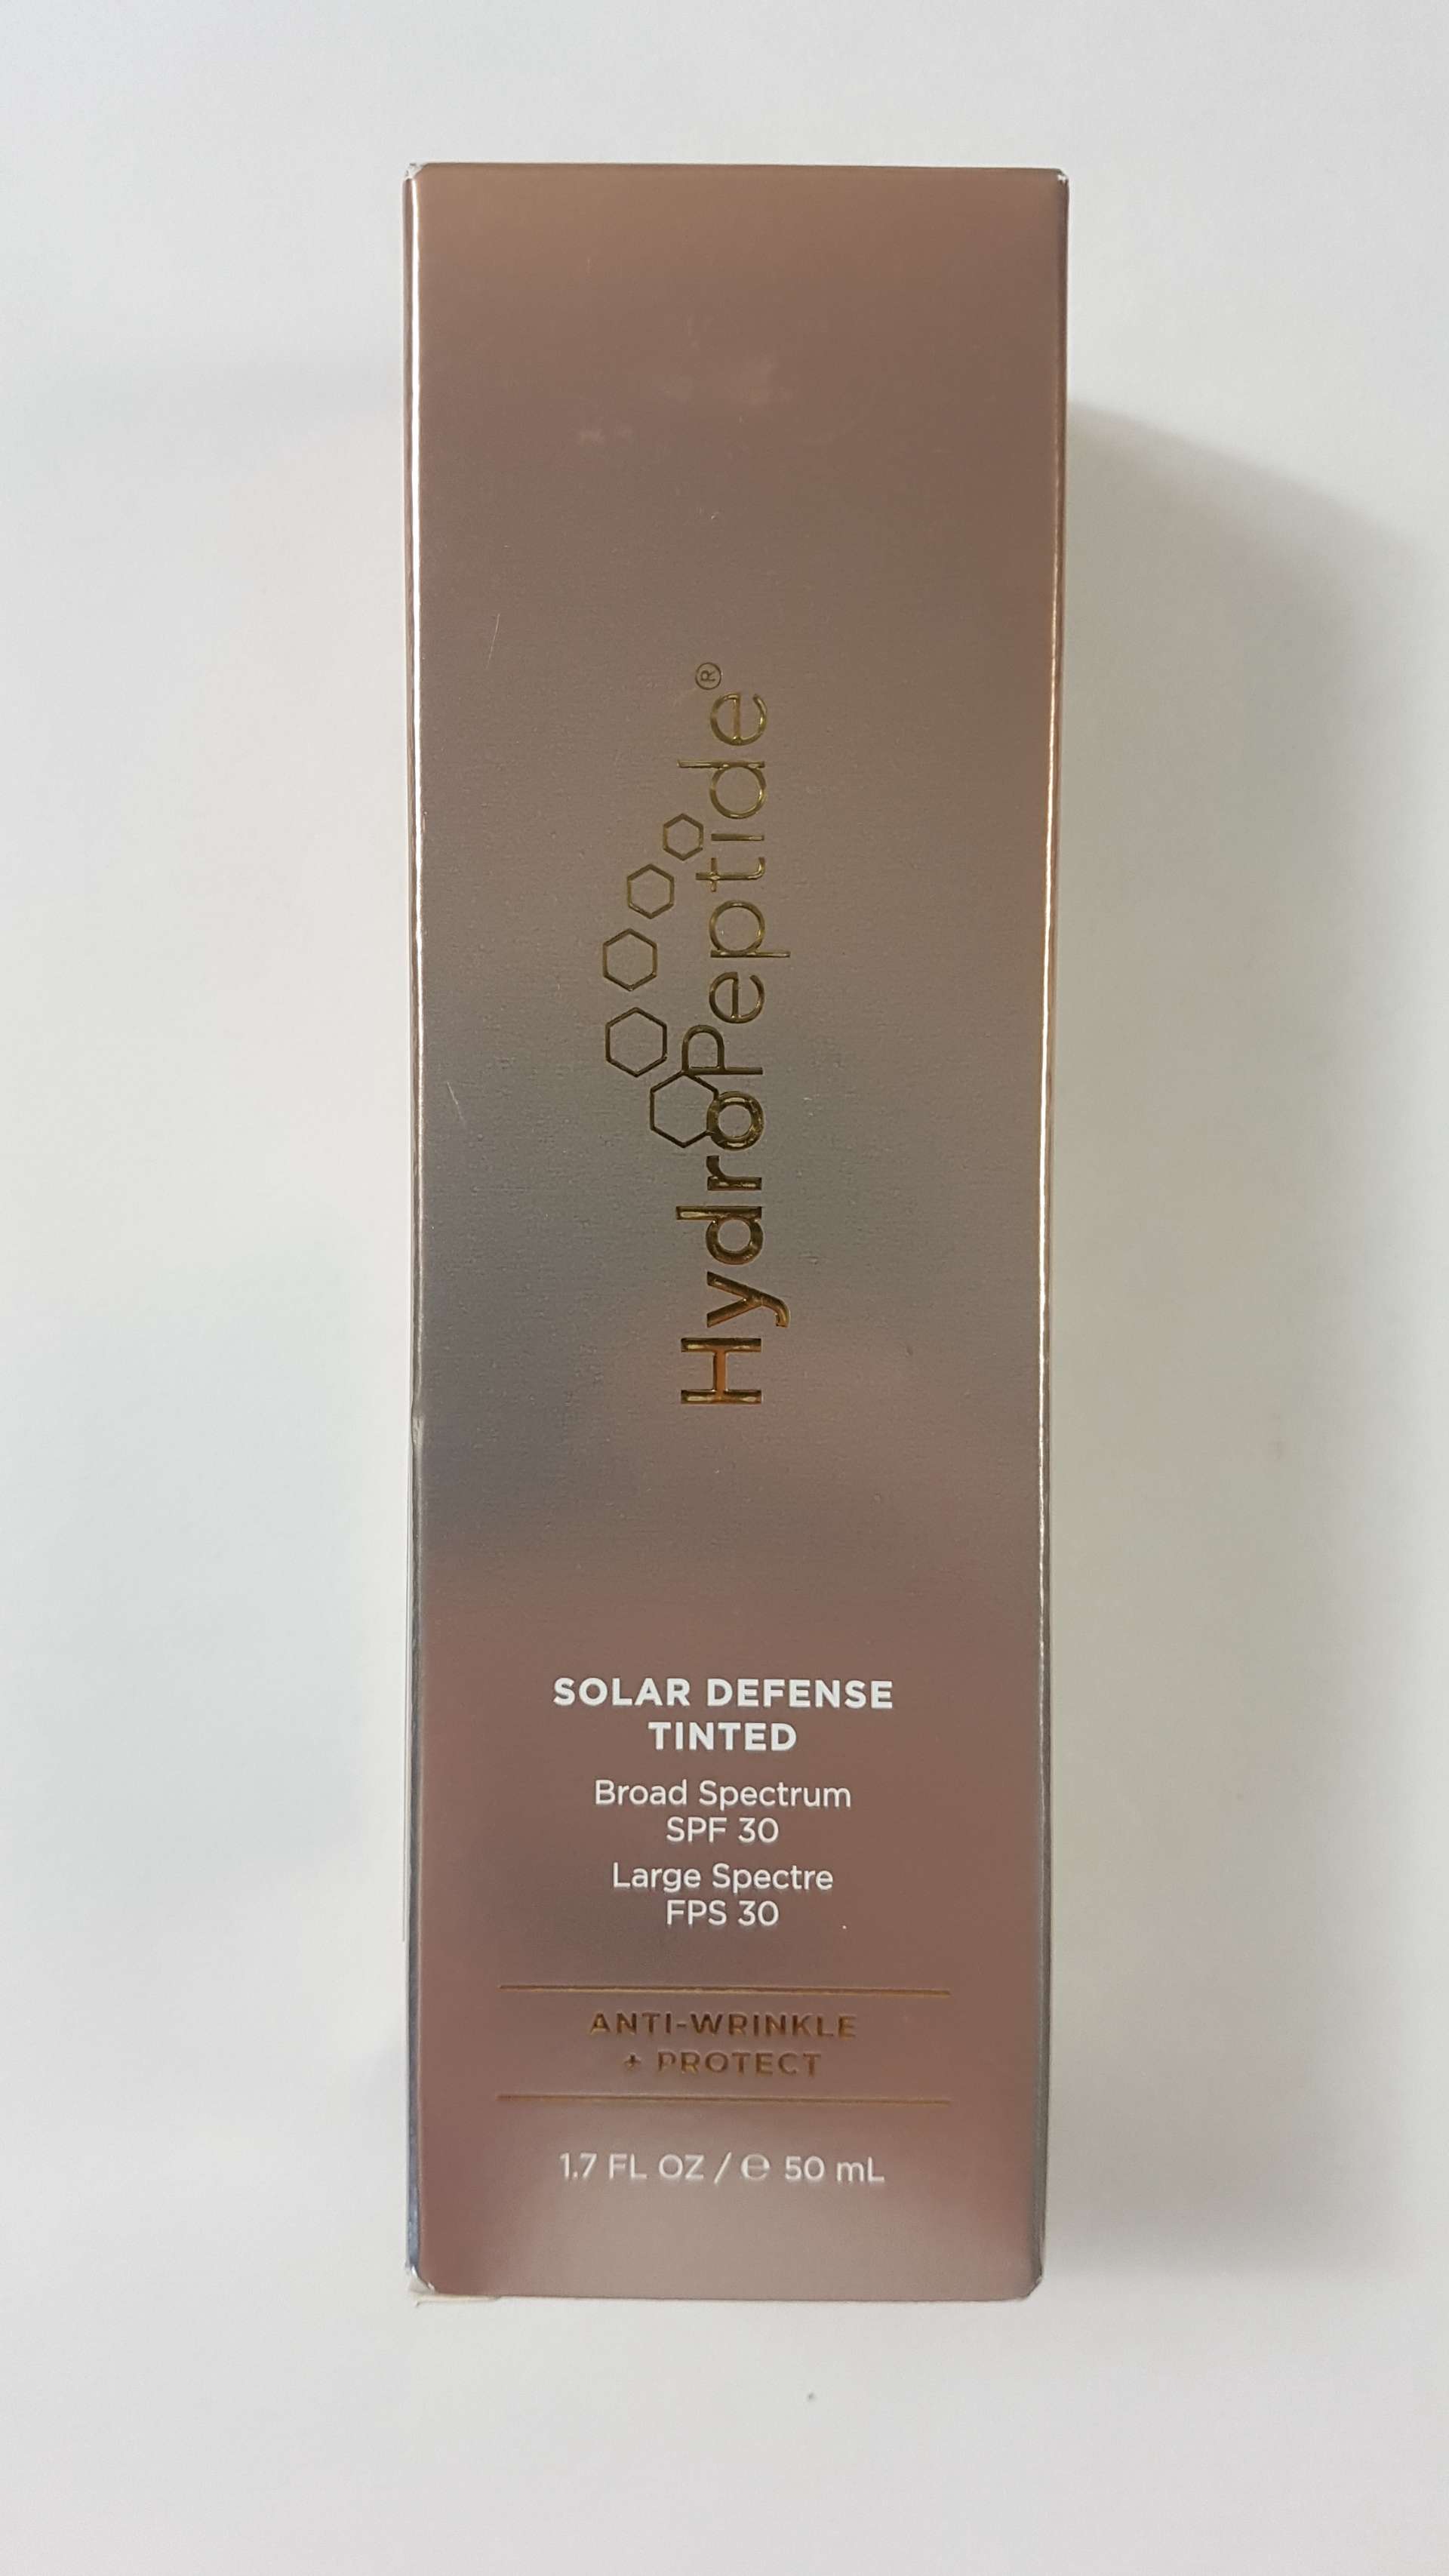 HydroPeptide®
SOLAR DEFENSE
TINTED
Broad Spectrum
SPF 30
Large Spectre
FPS 30
ANTI-WRINKLE
+ PROTECT
1.7 FL OZ / ℮ 50 mL